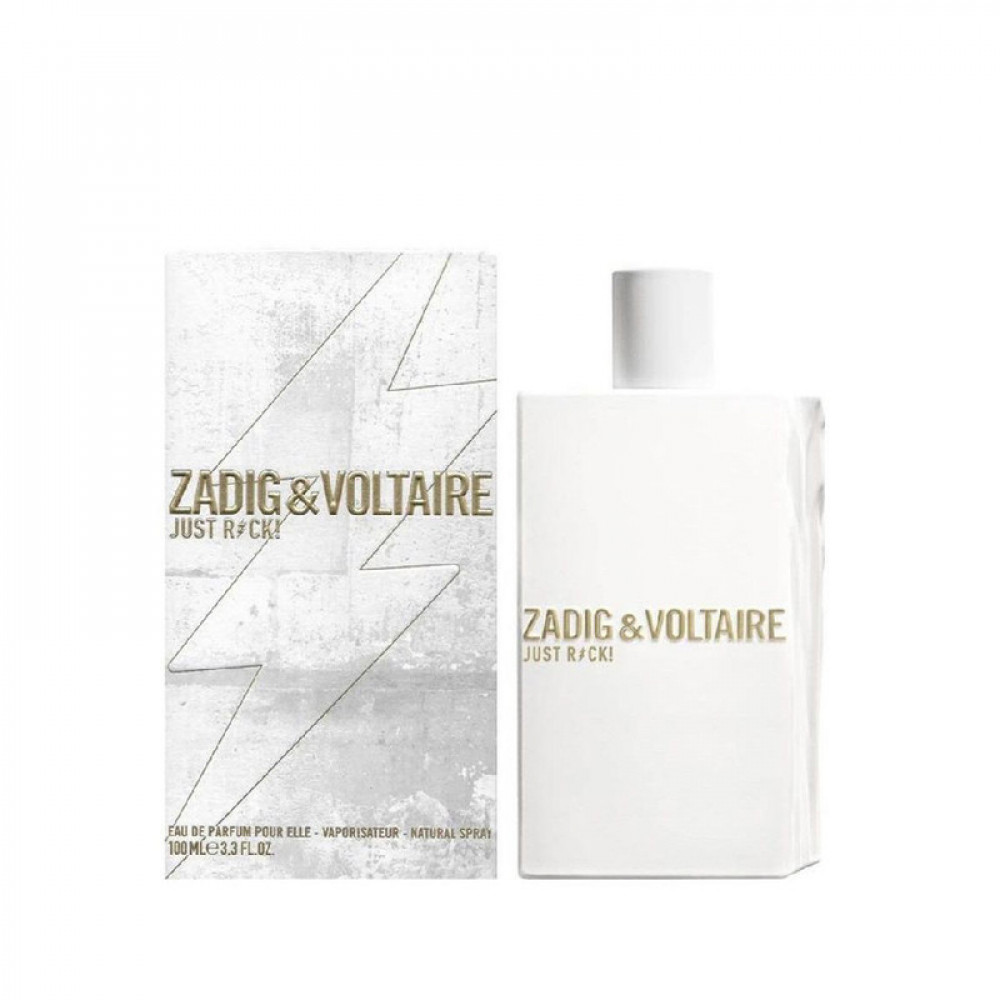 ZADIG & VOLTAIRE
JUST R⚡CK!
EAU DE PARFUM POUR ELLE - VAPORISATEUR - NATURAL SPRAY
100 ML ℮ 3.3 FL.OZ.
ZADIG & VOLTAIRE
JUST R⚡CK!